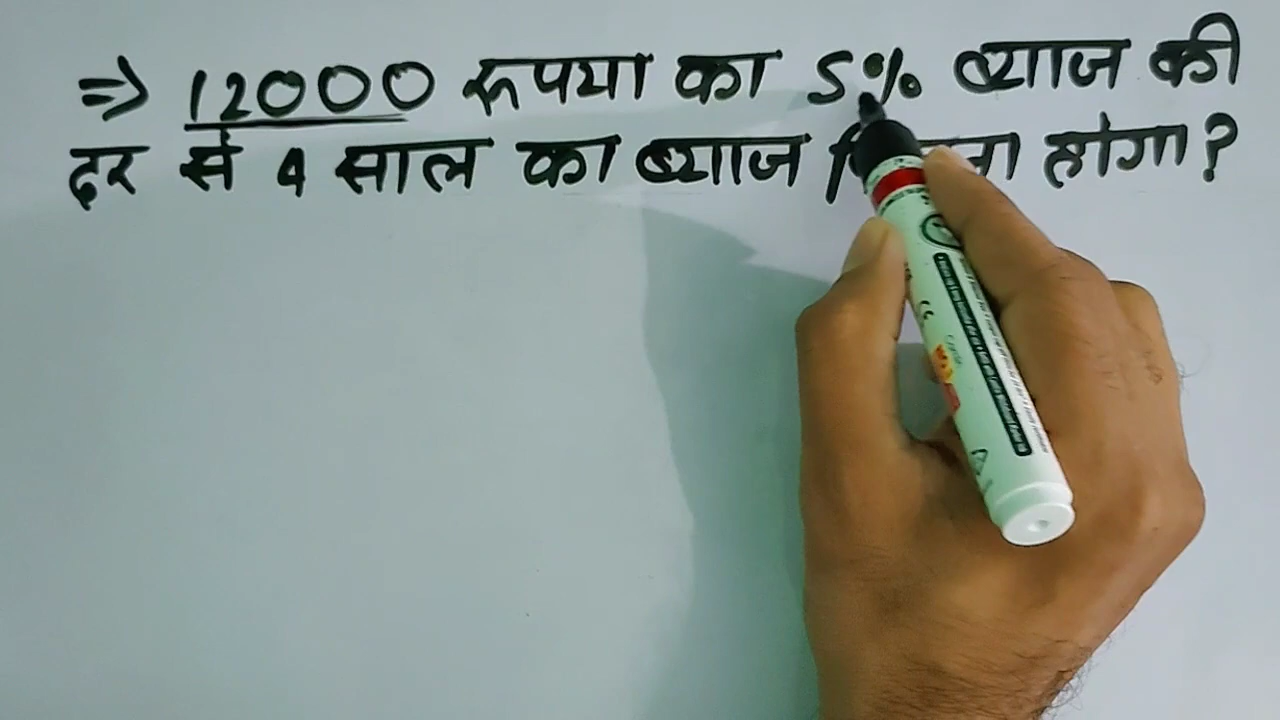 ⇒ 12000 रूपया का 5% ब्याज की
दर से 4 साल का ब्याज होगा?